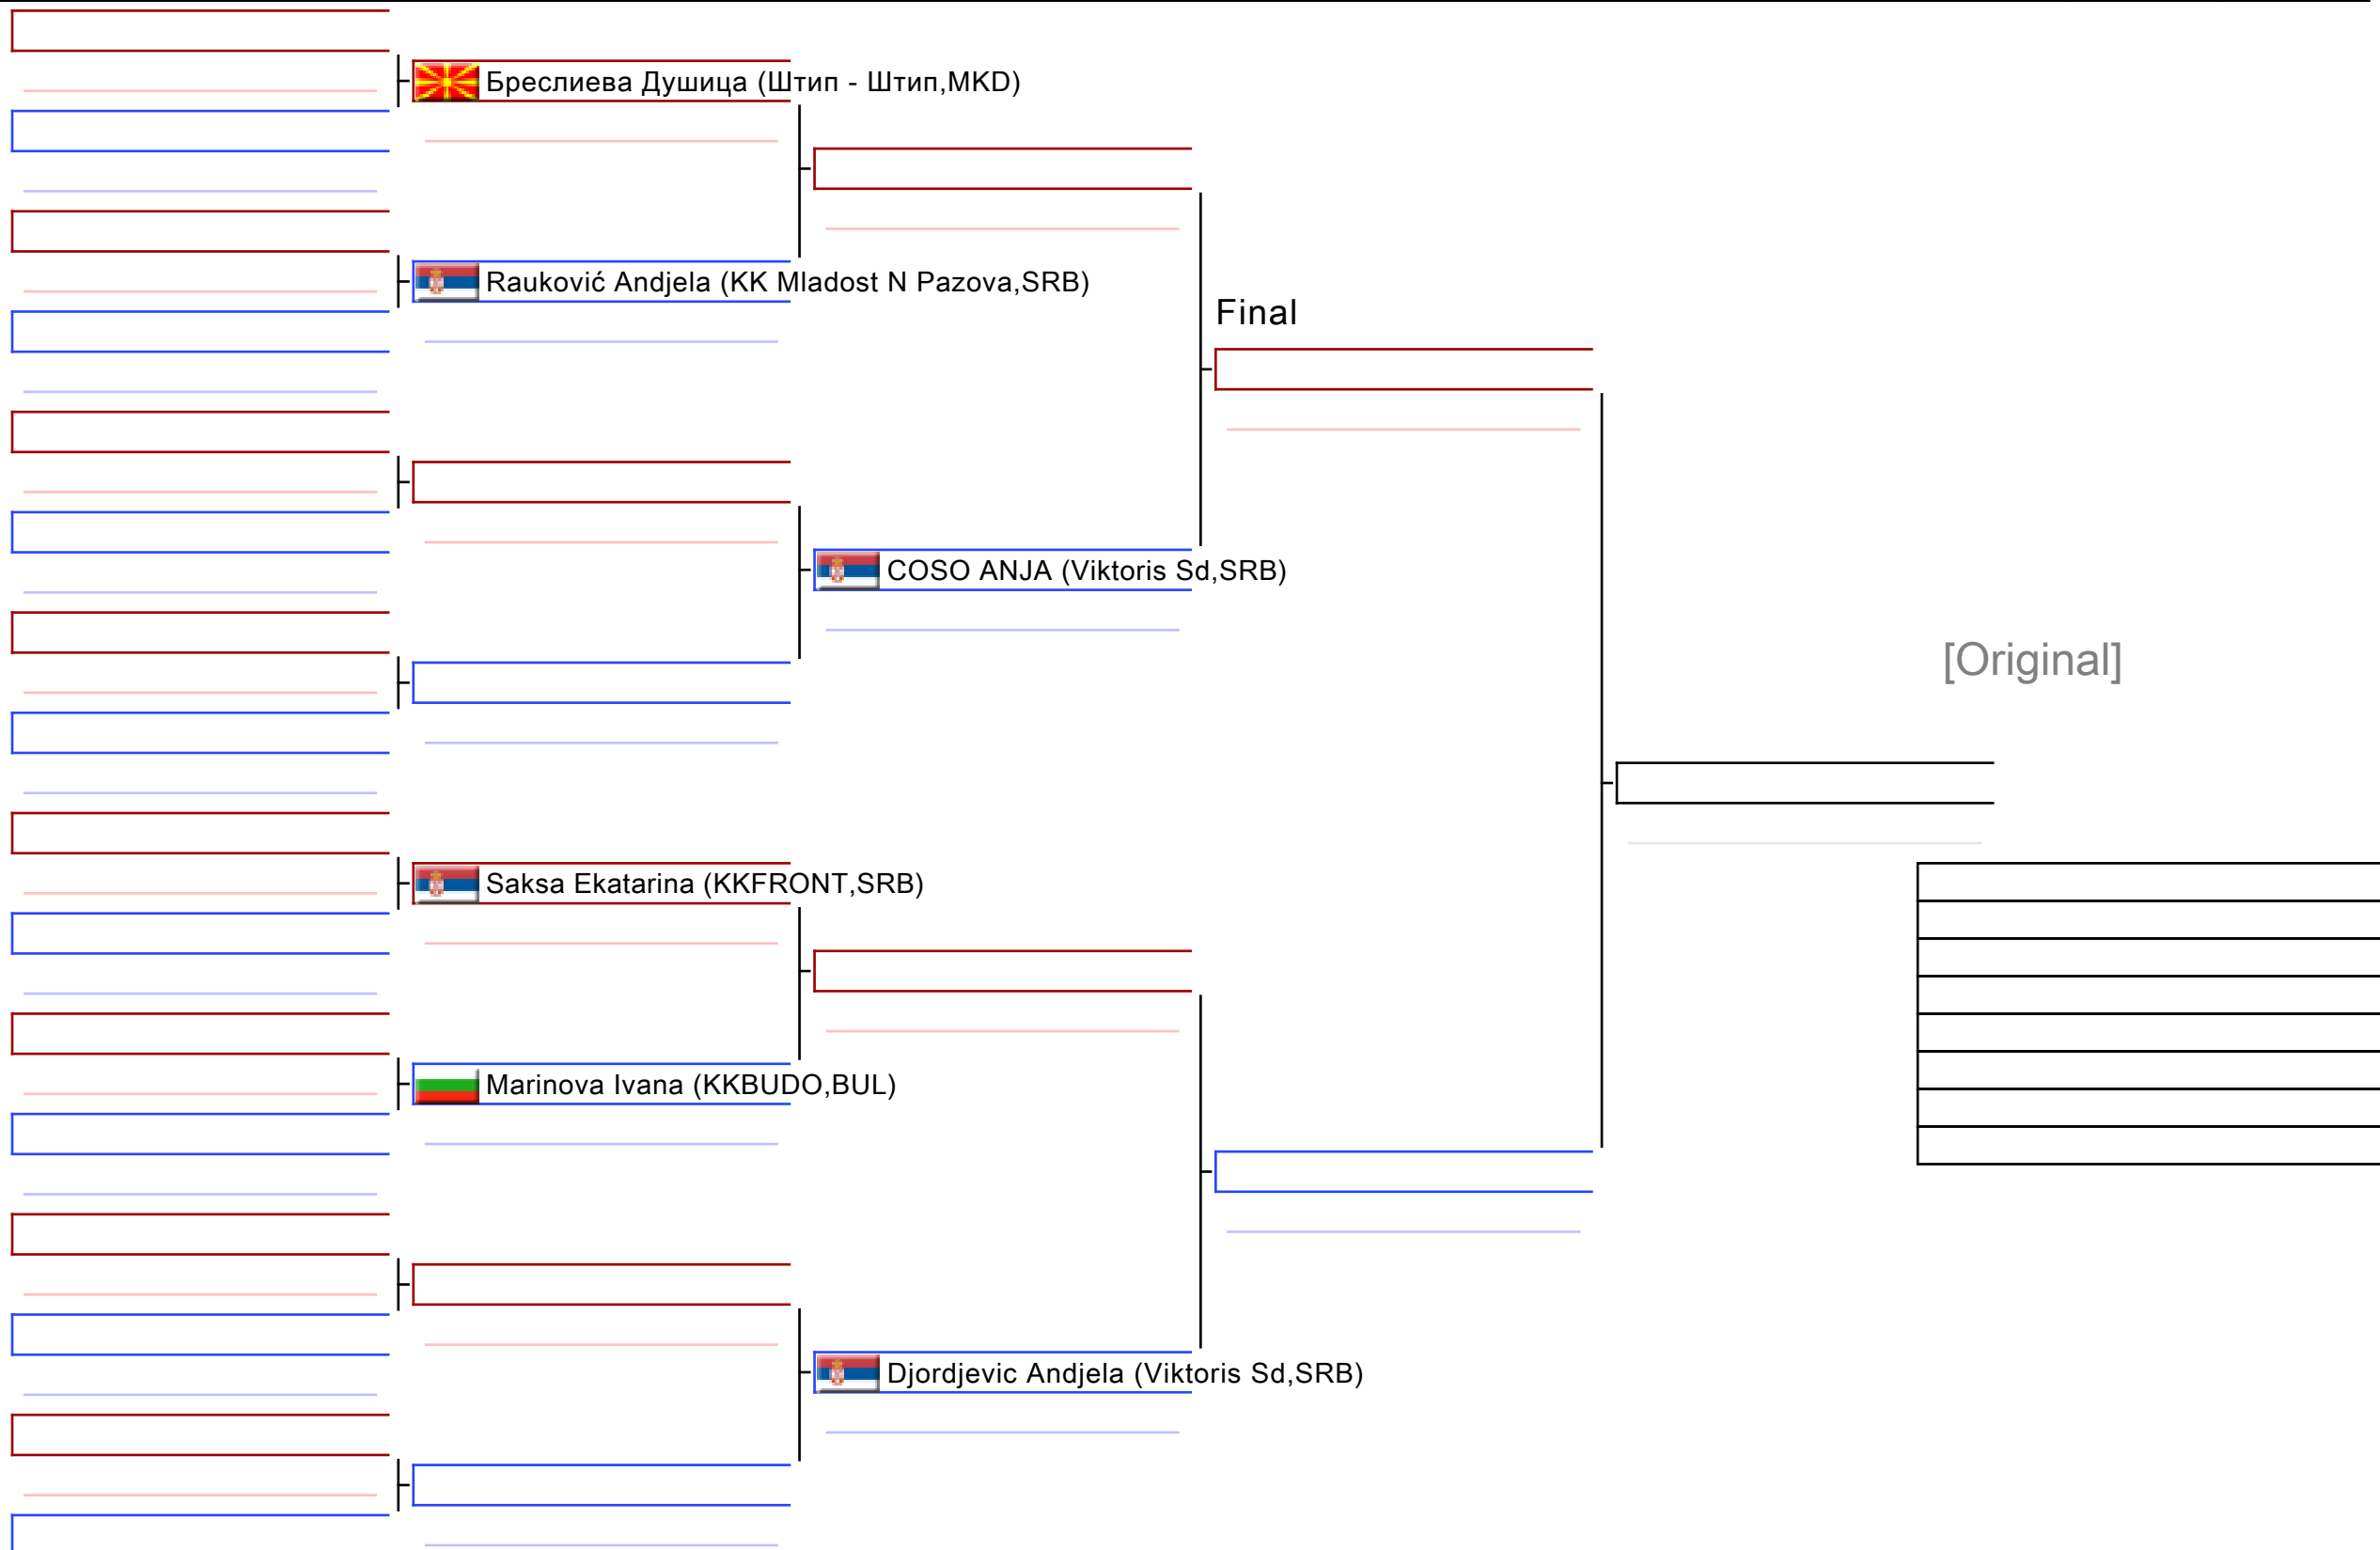 Бреслиева Душица (Штип - Штип,MKD)
Rauković Andjela (KK Mladost N Pazova,SRB)
Final
COSO ANJA (Viktoris Sd,SRB)
[Original]
Saksa Ekatarina (KKFRONT,SRB)
Marinova Ivana (KKBUDO,BUL)
Djordjevic Andjela (Viktoris Sd,SRB)